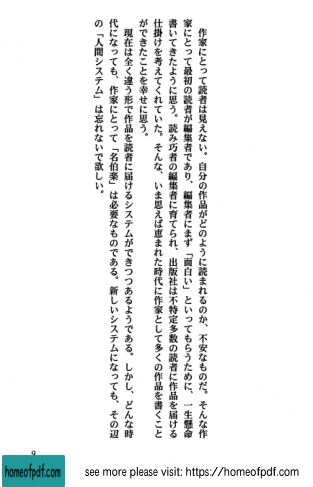 作家にとって読者は見えない。自分の作品がどのように読まれるのか、不安なものだ。そんな作
家にとって最初の読者が編集者であり、編集者にまず「面白い」といってもらうために、一生懸命
書いてきたように思う。読み巧者の編集者に育てられ、出版社は不特定多数の読者に作品を届ける
仕掛けを考えてくれていた。そんな、いま思えば恵まれた時代に作家として多くの作品を書くこと
ができたことを幸せに思う。
　現在は全く違う形で作品を読者に届けるシステムができつつあるようである。しかし、どんな時
代になっても、作家にとって「名伯楽」は必要なものである。新しいシステムになっても、その辺
の「人間システム」は忘れないで欲しい。
9
homeofpdf.com
see more please visit: https://homeofpdf.com